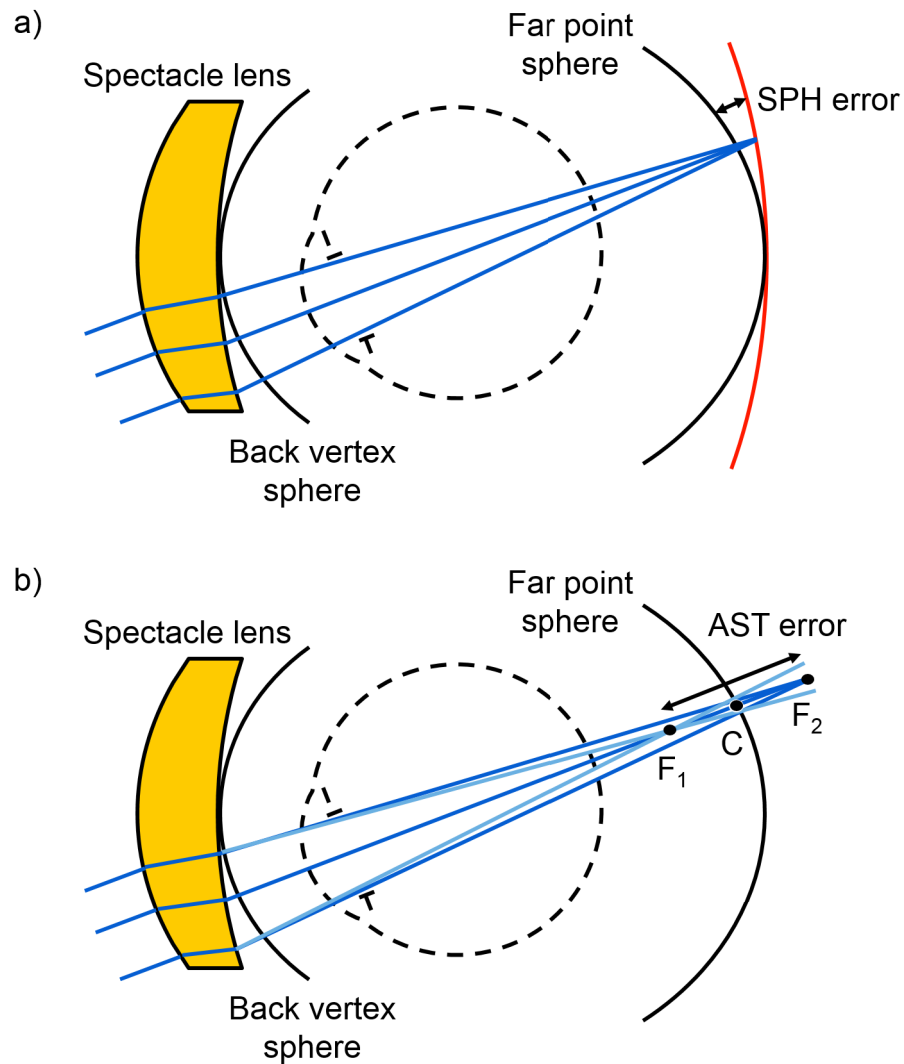 a)
Far point
sphere
Spectacle lens
SPH error
Back vertex
sphere
b)
Far point
sphere
Spectacle lens
AST error
F₁
C
F₂
Back vertex
sphere